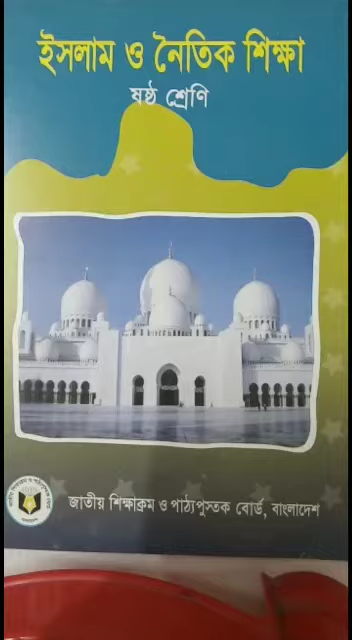 ইসলাম ও নৈতিক শিক্ষা
ষষ্ঠ শ্রেণি
জাতীয় শিক্ষাক্রম ও পাঠ্যপুস্তক বোর্ড, বাংলাদেশ